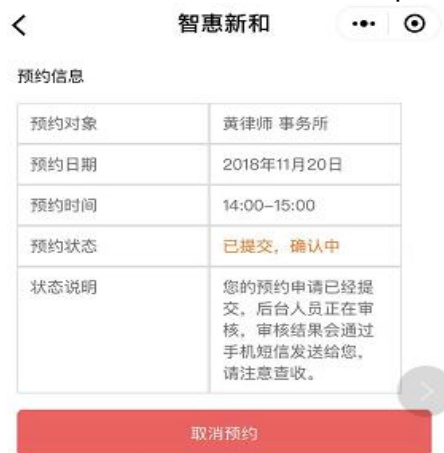 智惠新和
预约信息
预约对象 黄律师 事务所
预约日期 2018年11月20日
预约时间 14:00-15:00
预约状态 已提交，确认中
状态说明 您的预约申请已经提
交，后台人员正在审
核，审核结果会通过
手机短信发送给您，
请注意查收。
取消预约